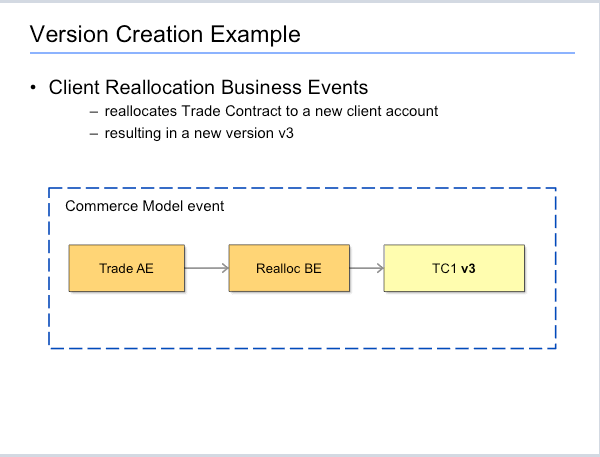 Version Creation Example
• Client Reallocation Business Events
– reallocates Trade Contract to a new client account
– resulting in a new version v3
Commerce Model event
Trade AE
Realloc BE
TC1 v3